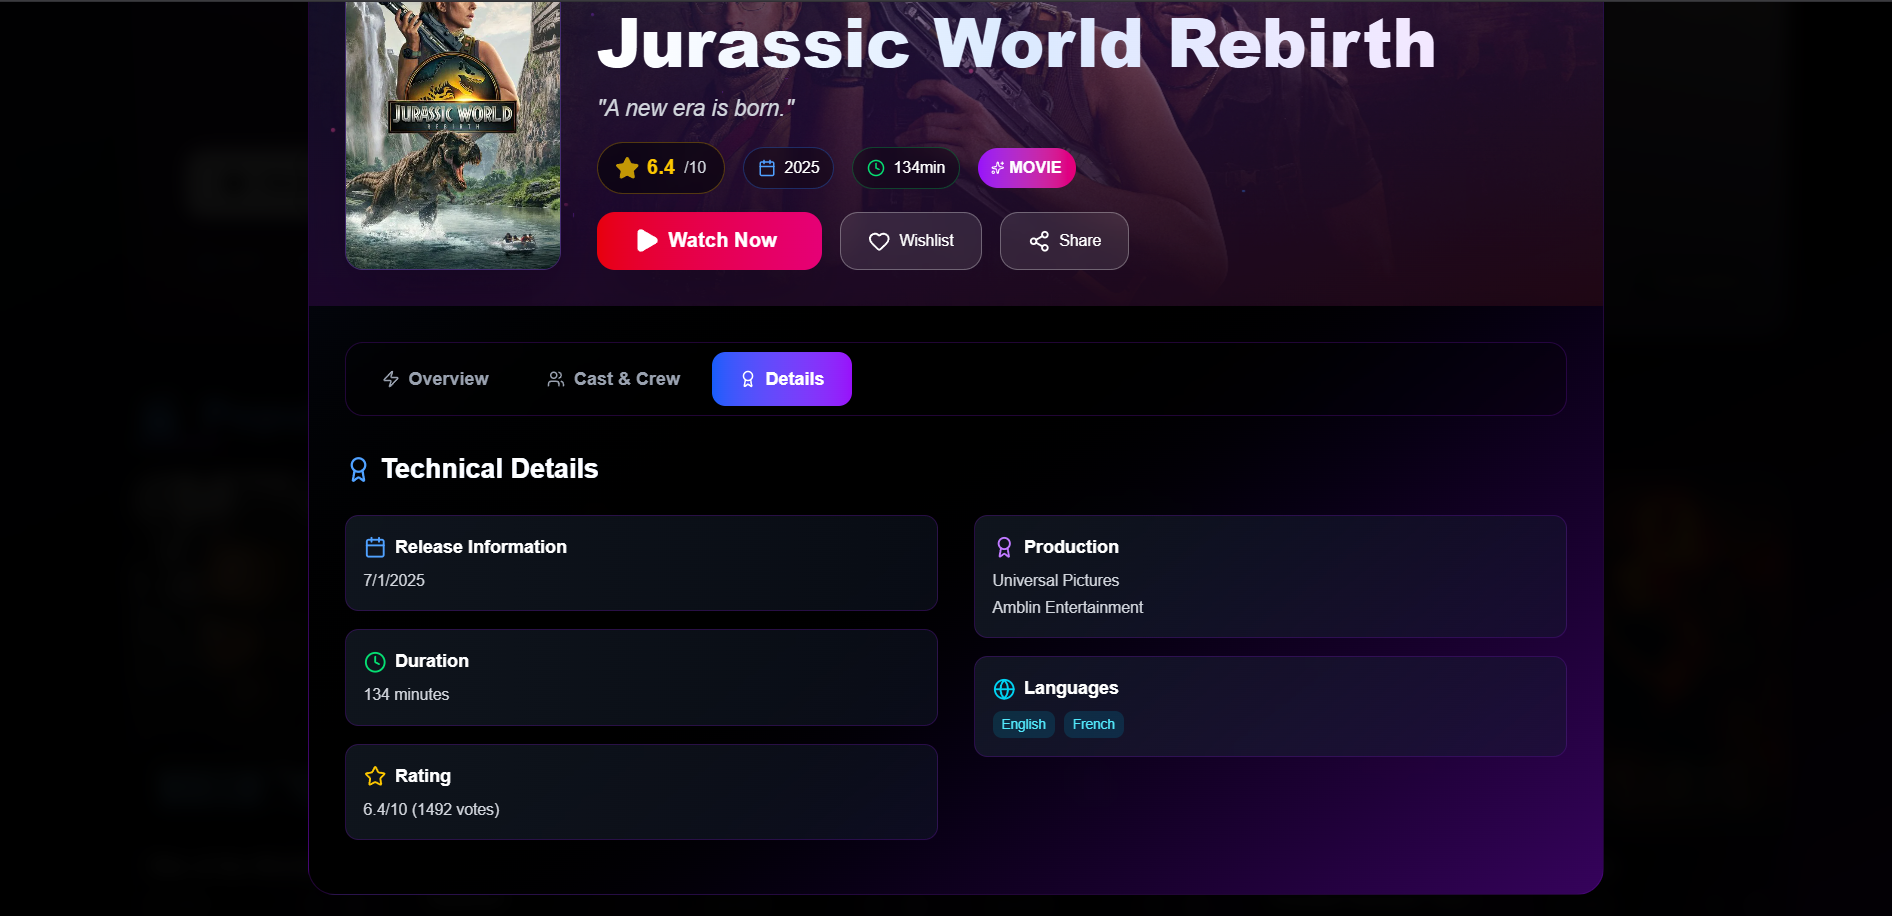 JURASSIC WORLD
REBIRTH
Jurassic World Rebirth
"A new era is born."
6.4 /10
2025
134min
MOVIE
Watch Now
Wishlist
Share
Overview
Cast & Crew
Details
Technical Details
Release Information
7/1/2025
Duration
134 minutes
Rating
6.4/10 (1492 votes)
Production
Universal Pictures
Amblin Entertainment
Languages
English
French